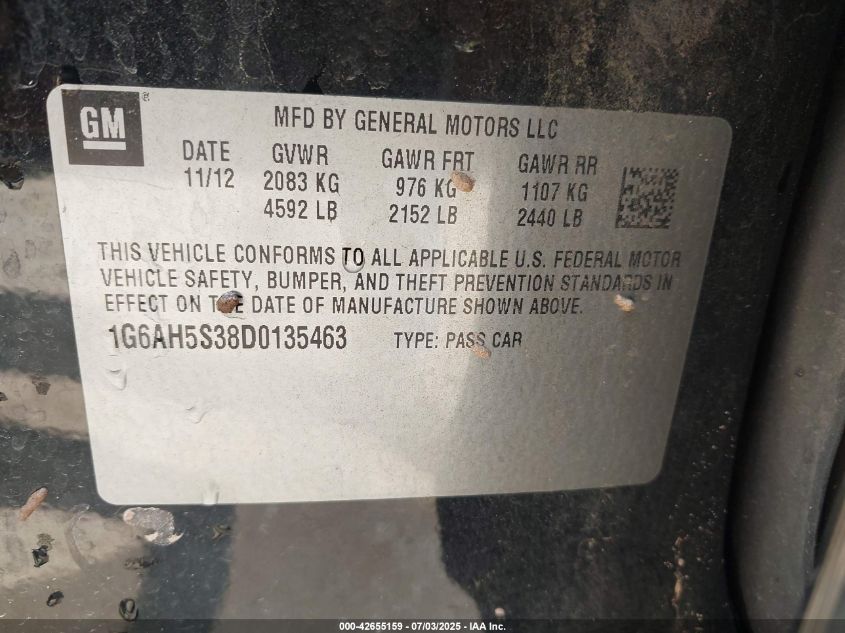 GM ®
MFD BY GENERAL MOTORS LLC
DATE GVWR GAWR FRT GAWR RR
11/12 2083 KG 976 KG 1107 KG
4592 LB 2152 LB 2440 LB
THIS VEHICLE CONFORMS TO ALL APPLICABLE U.S. FEDERAL MOTOR
VEHICLE SAFETY, BUMPER, AND THEFT PREVENTION STANDARDS IN
EFFECT ON THE DATE OF MANUFACTURE SHOWN ABOVE.
1G6AH5S38D0135463 TYPE: PASS CAR
000-42655159 - 07/03/2025 - IAA Inc.